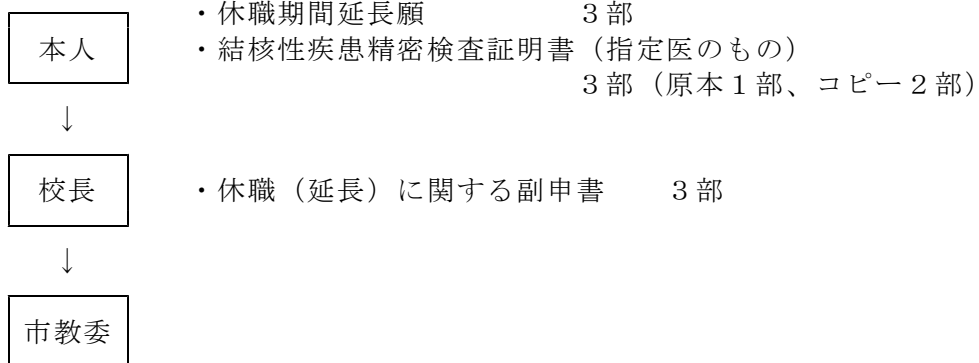 ・休職期間延長願　　　　　３部
本人　・結核性疾患精密検査証明書（指定医のもの）
３部（原本１部、コピー２部）
↓
校長　・休職（延長）に関する副申書　　３部
↓
市教委